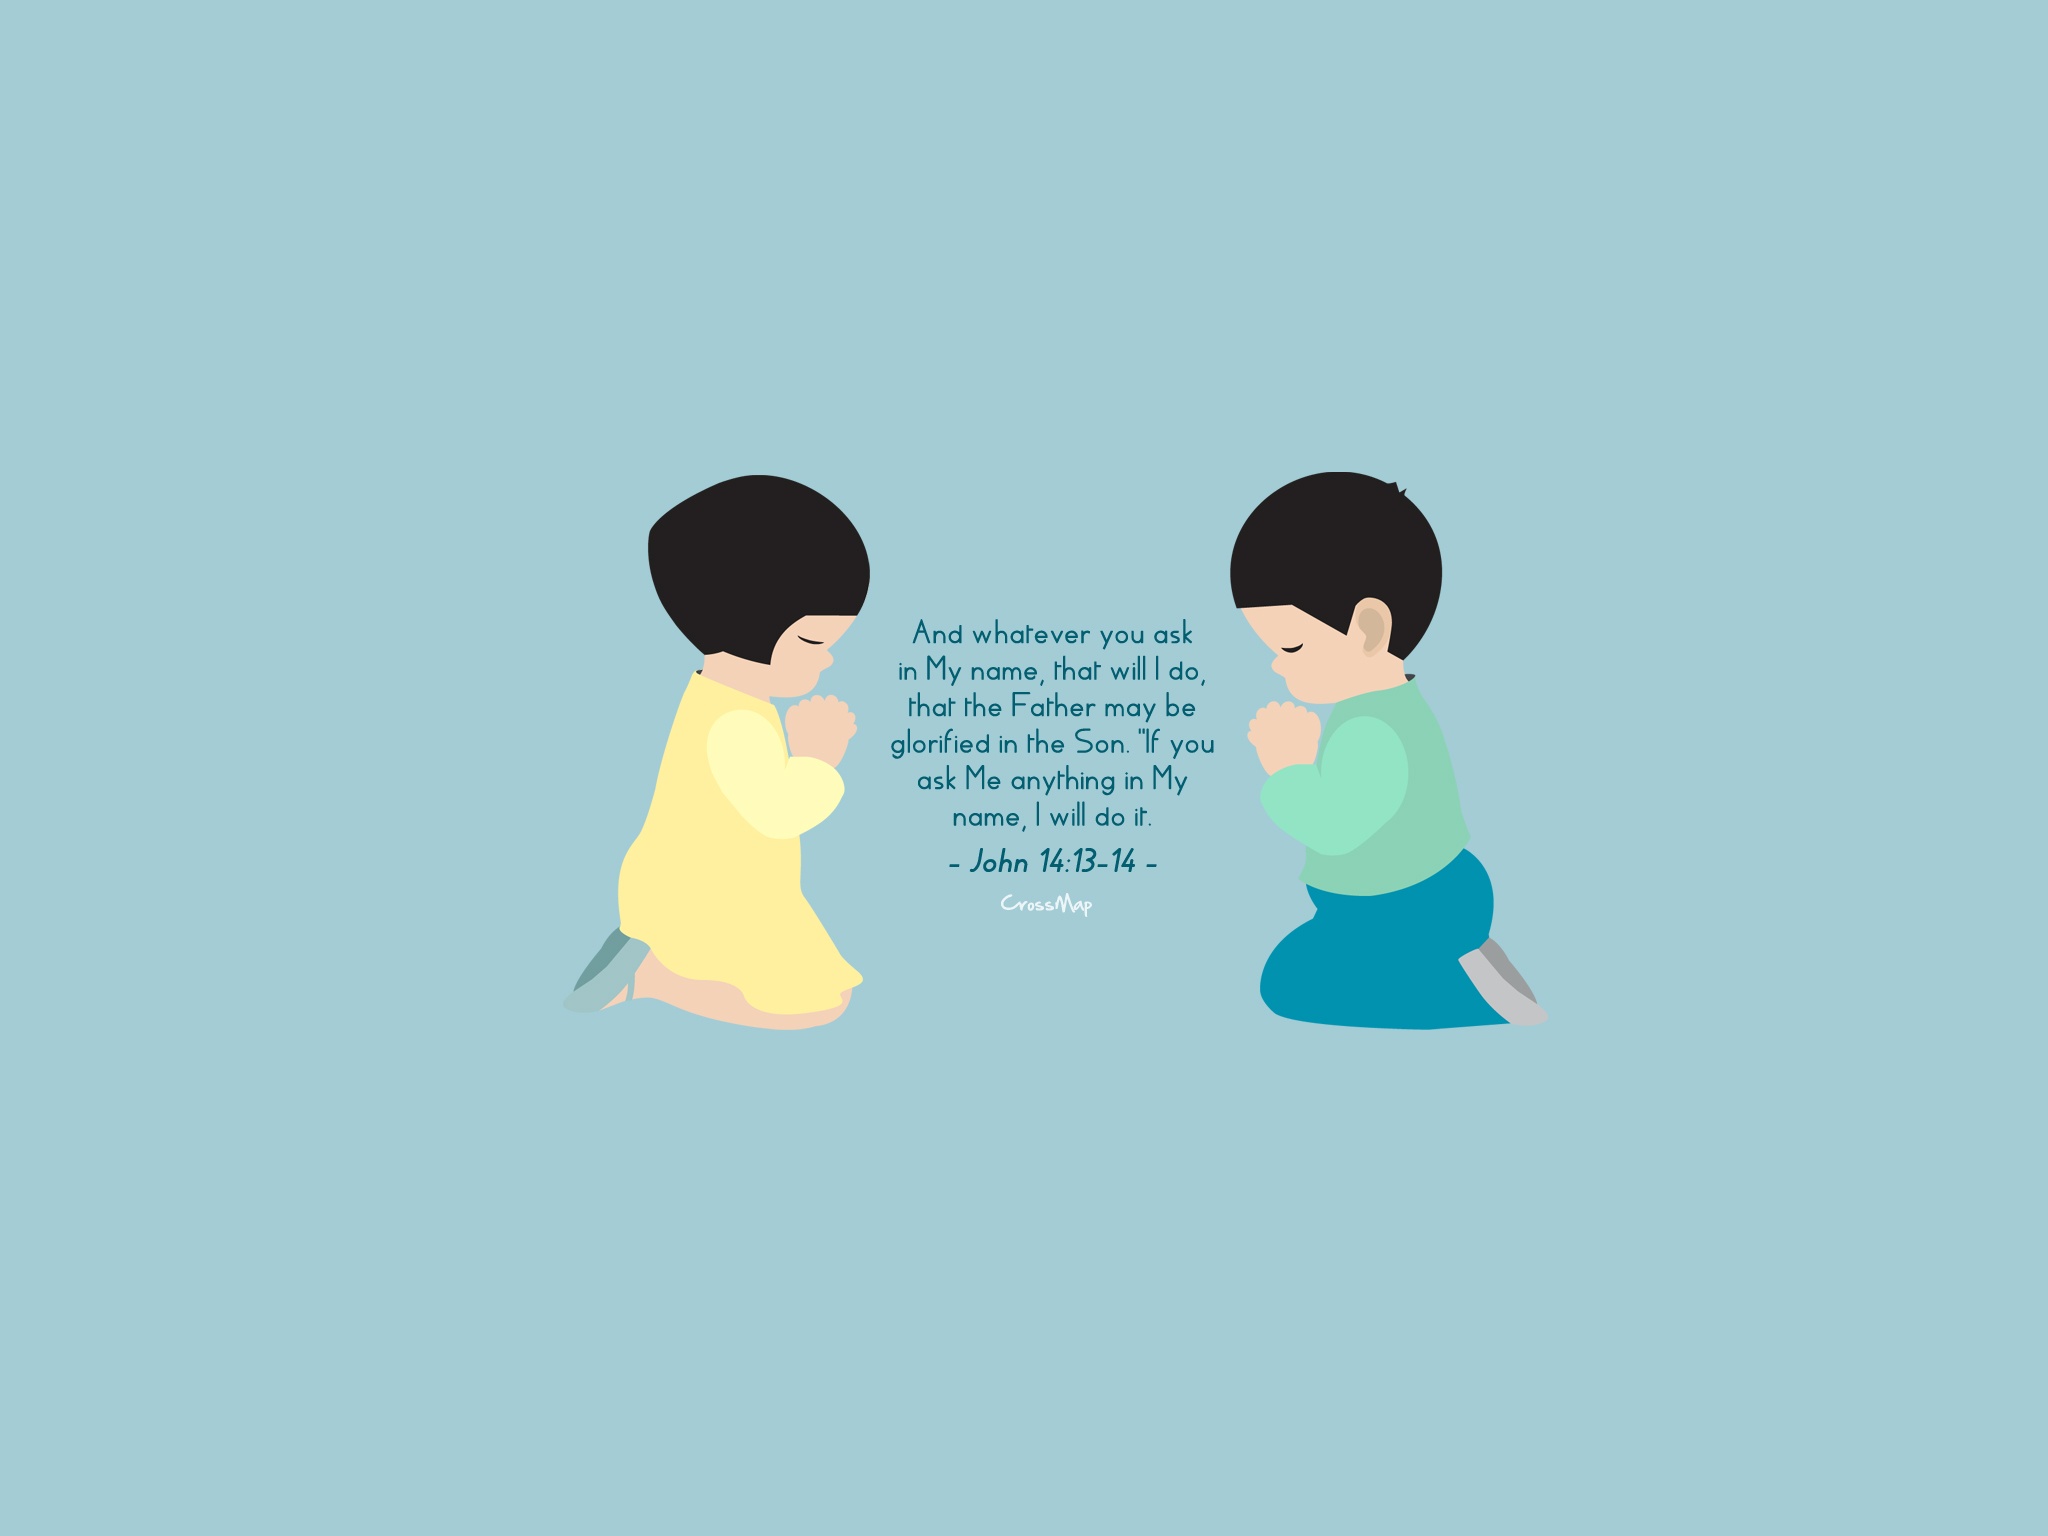 And whatever you ask
in My name, that will I do,
that the Father may be
glorified in the Son. "If you
ask Me anything in My
name, I will do it.
- John 14:13-14 -
CrossMap